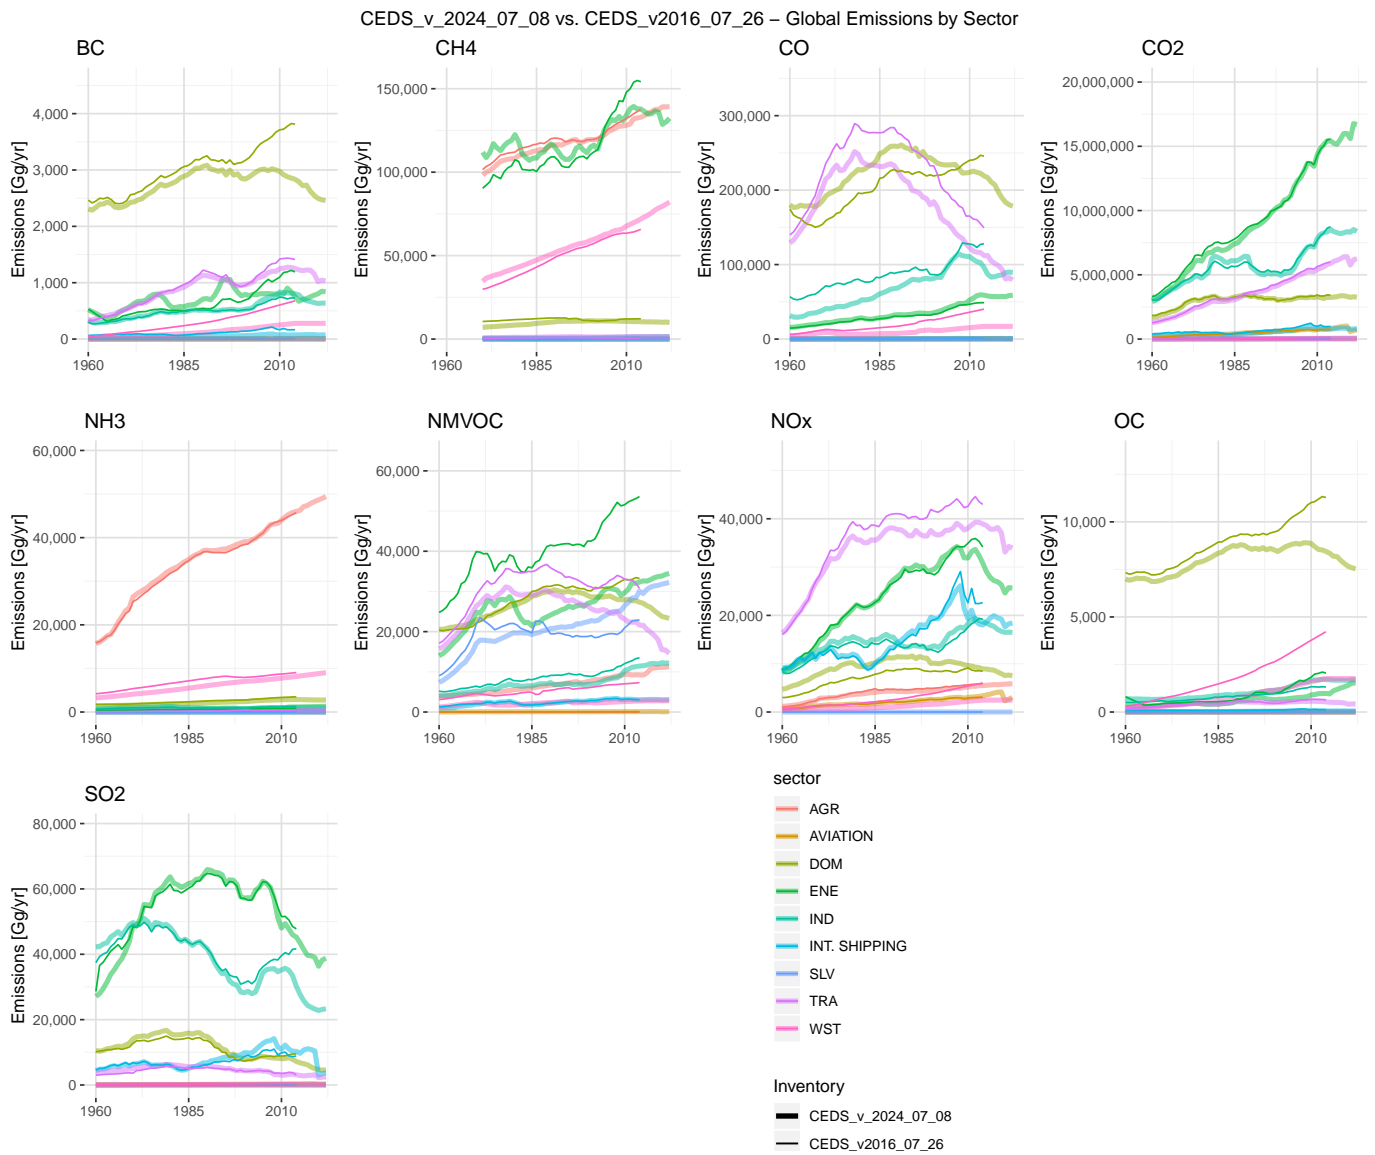 CEDS_v_2024_07_08 vs. CEDS_v2016_07_26 – Global Emissions by Sector
BC
CH4
CO
CO2
Emissions [Gg/yr]
4,000
3,000
2,000
1,000
0
1960
1985
2010
Emissions [Gg/yr]
150,000
100,000
50,000
0
1960
1985
2010
Emissions [Gg/yr]
300,000
200,000
100,000
0
1960
1985
2010
Emissions [Gg/yr]
20,000,000
15,000,000
10,000,000
5,000,000
0
1960
1985
2010
NH3
NMVOC
NOx
OC
Emissions [Gg/yr]
60,000
40,000
20,000
0
1960
1985
2010
Emissions [Gg/yr]
60,000
40,000
20,000
0
1960
1985
2010
Emissions [Gg/yr]
40,000
20,000
0
1960
1985
2010
Emissions [Gg/yr]
10,000
5,000
0
1960
1985
2010
SO2
Emissions [Gg/yr]
80,000
60,000
40,000
20,000
0
1960
1985
2010
sector
AGR
AVIATION
DOM
ENE
IND
INT. SHIPPING
SLV
TRA
WST
Inventory
CEDS_v_2024_07_08
CEDS_v2016_07_26